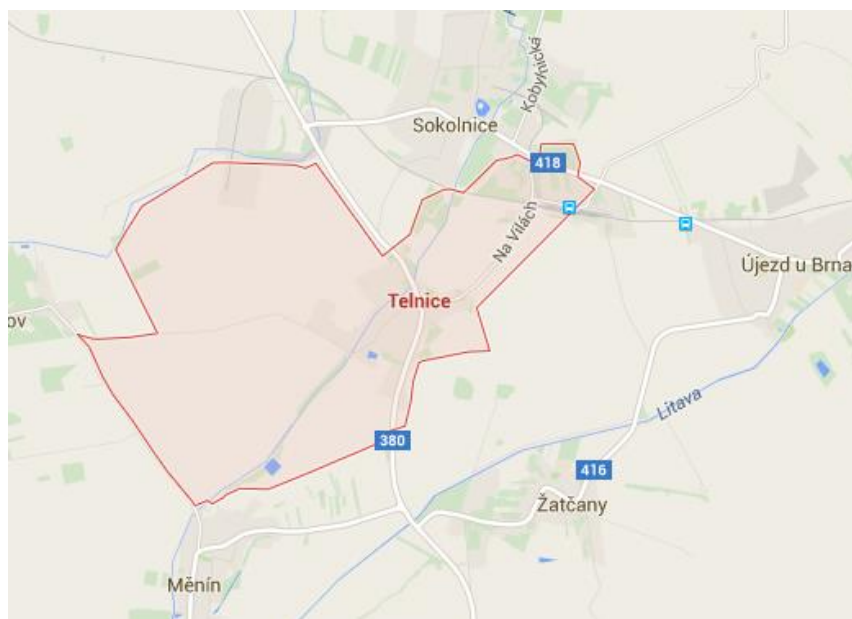 Kobylnická
Sokolnice
418
Na Vilách
Újezd u Brna
Telnice
ov
Litava
380
416
Žatčany
Měnín